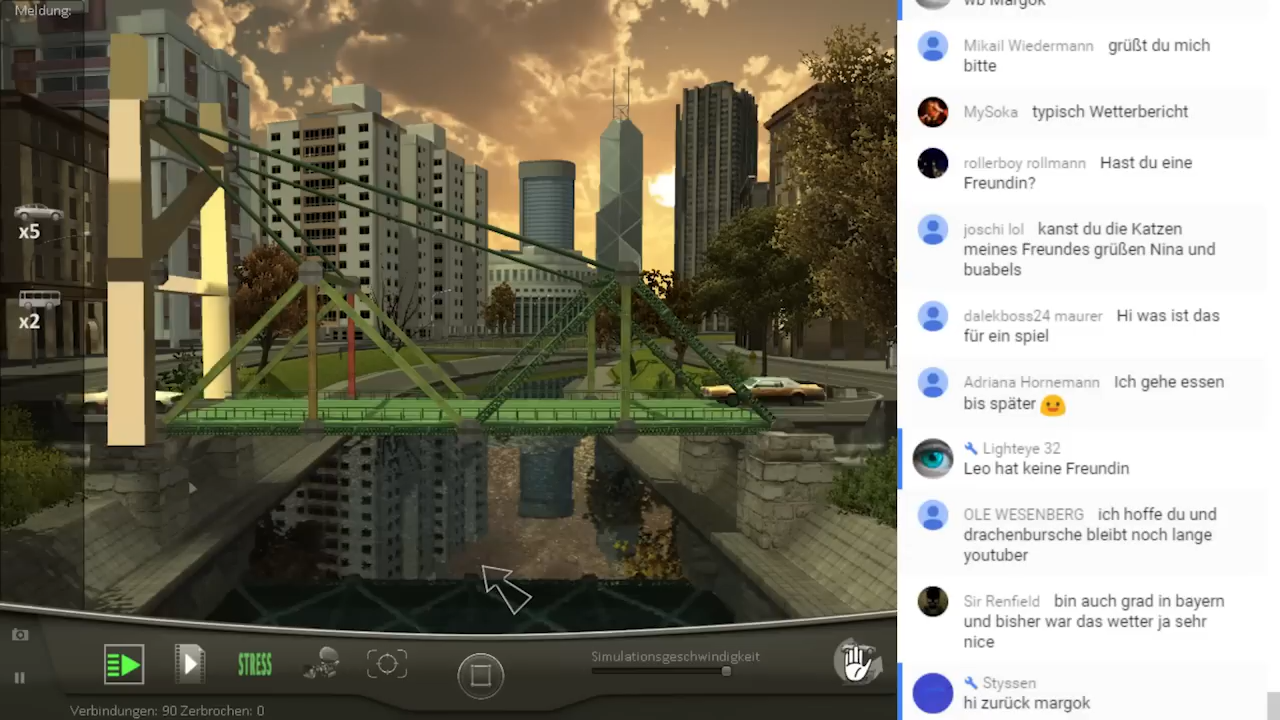 Meldung:
x5
x2
STRESS
Simulationsgeschwindigkeit
Verbindungen: 90 Zerbrochen: 0
wb Margok
Mikail Wiedermann grüßt du mich
bitte
MySoka typisch Wetterbericht
rollerboy rollmann Hast du eine
Freundin?
joschi lol kanst du die Katzen
meines Freundes grüßen Nina und
buabels
dalekboss24 maurer Hi was ist das
für ein spiel
Adriana Hornemann Ich gehe essen
bis später
Lighteye 32
Leo hat keine Freundin
OLE WESENBERG ich hoffe du und
drachenbursche bleibt noch lange
youtuber
Sir Renfield bin auch grad in bayern
und bisher war das wetter ja sehr
nice
Styssen
hi zurück margok